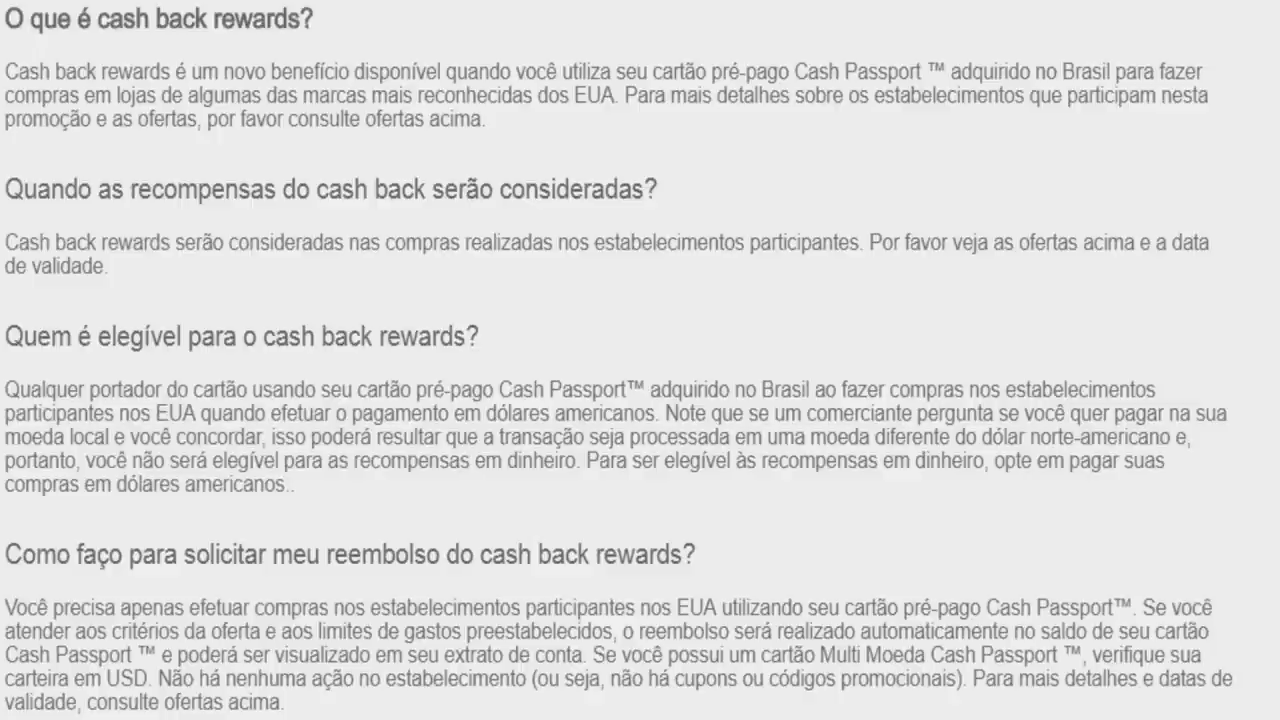 O que é cash back rewards?
Cash back rewards é um novo benefício disponível quando você utiliza seu cartão pré-pago Cash Passport ™ adquirido no Brasil para fazer
compras em lojas de algumas das marcas mais reconhecidas dos EUA. Para mais detalhes sobre os estabelecimentos que participam nesta
promoção e as ofertas, por favor consulte ofertas acima.
Quando as recompensas do cash back serão consideradas?
Cash back rewards serão consideradas nas compras realizadas nos estabelecimentos participantes. Por favor veja as ofertas acima e a data
de validade.
Quem é elegível para o cash back rewards?
Qualquer portador do cartão usando seu cartão pré-pago Cash Passport™ adquirido no Brasil ao fazer compras nos estabelecimentos
participantes nos EUA quando efetuar o pagamento em dólares americanos. Note que se um comerciante pergunta se você quer pagar na sua
moeda local e você concordar, isso poderá resultar que a transação seja processada em uma moeda diferente do dólar norte-americano e,
portanto, você não será elegível para as recompensas em dinheiro. Para ser elegível às recompensas em dinheiro, opte em pagar suas
compras em dólares americanos..
Como faço para solicitar meu reembolso do cash back rewards?
Você precisa apenas efetuar compras nos estabelecimentos participantes nos EUA utilizando seu cartão pré-pago Cash Passport™. Se você
atender aos critérios da oferta e aos limites de gastos preestabelecidos, o reembolso será realizado automaticamente no saldo de seu cartão
Cash Passport ™ e poderá ser visualizado em seu extrato de conta. Se você possui um cartão Multi Moeda Cash Passport ™, verifique sua
carteira em USD. Não há nenhuma ação no estabelecimento (ou seja, não há cupons ou códigos promocionais). Para mais detalhes e datas de
validade, consulte ofertas acima.